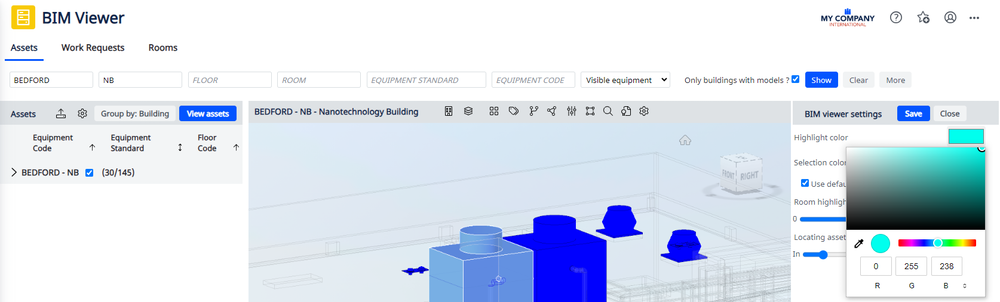 BIM Viewer
MY COMPANY
INTERNATIONAL
Assets Work Requests Rooms
BEDFORD NB FLOOR ROOM EQUIPMENT STANDARD EQUIPMENT CODE Visible equipment Only buildings with models ? Show Clear More
Assets Group by: Building View assets
BEDFORD - NB - Nanotechnology Building
BIM viewer settings Save Close
Equipment Code Equipment Standard Floor Code
BEDFORD - NB (30/145)
FRONT RIGHT
Highlight color
Selection colo
Use defau
Room highligh
0
Locating asset
In
0 255 238
R G B